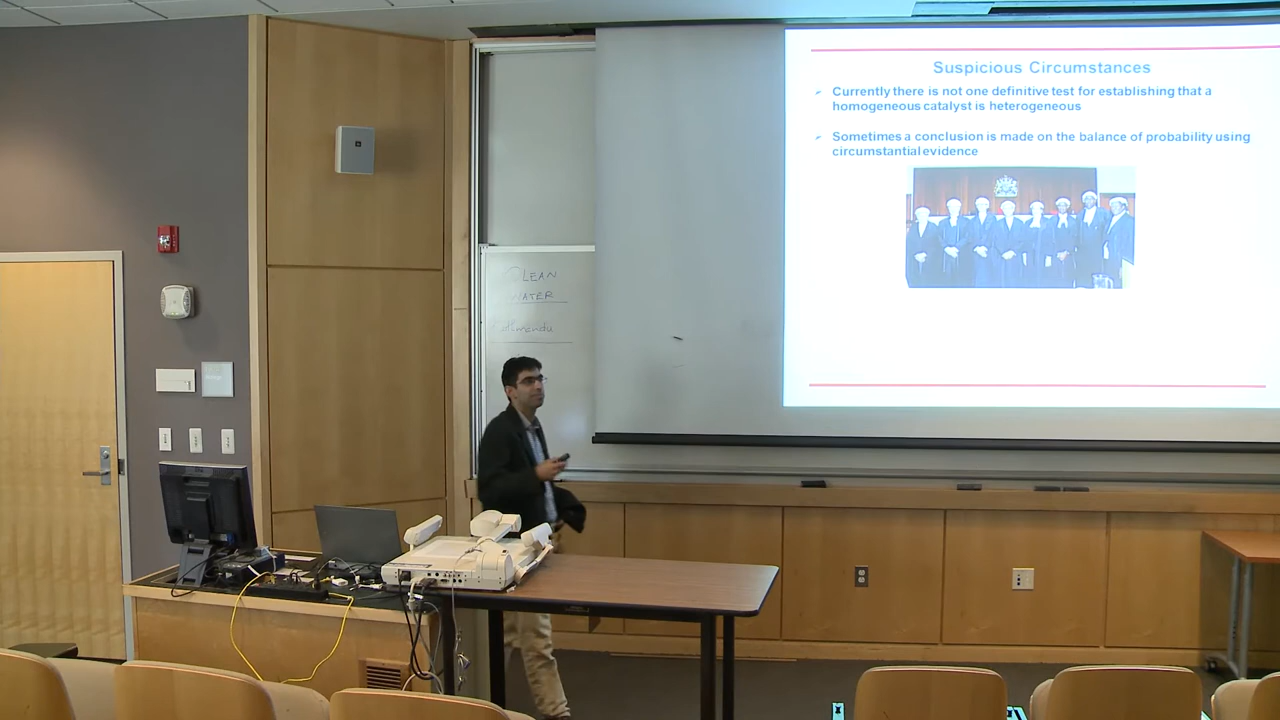 Suspicious Circumstances
Currently there is not one definitive test for establishing that a
homogeneous catalyst is heterogeneous
Sometimes a conclusion is made on the balance of probability using
circumstantial evidence
CLEAN
WATER